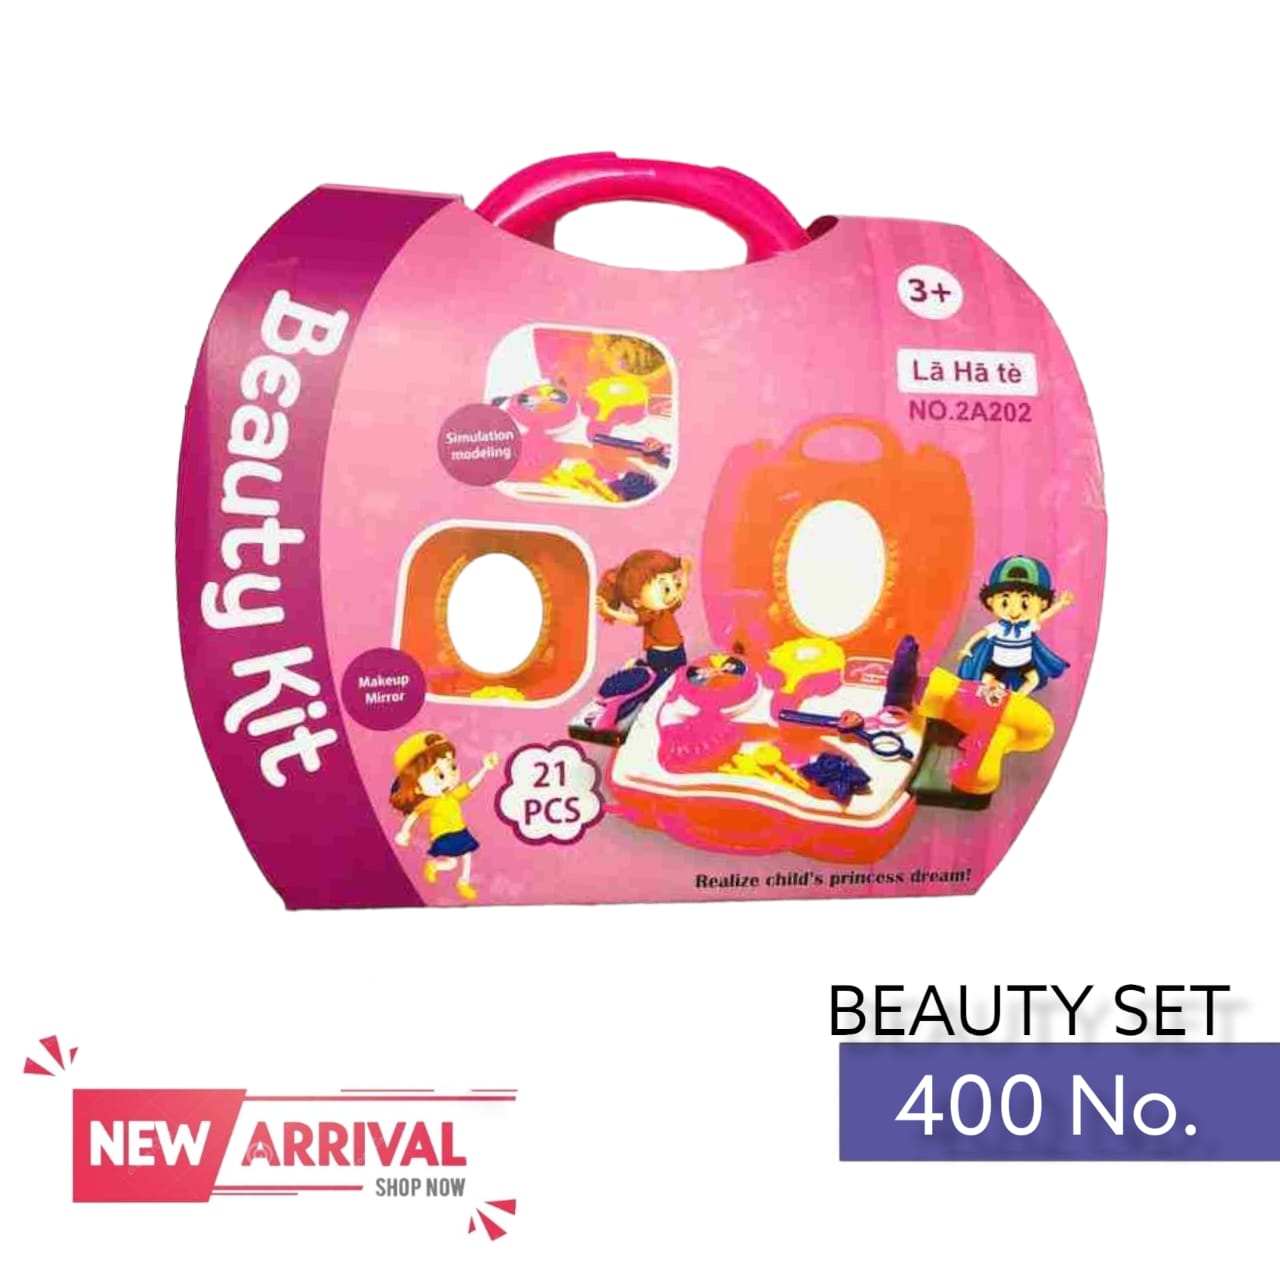 Beauty Kit
3+
Lā Hā tè
NO.2A202
Simulation
modeling
Makeup
Mirror
21
PCS
Realize child's princess dream!
BEAUTY SET
400 No.
NEW ARRIVAL
SHOP NOW